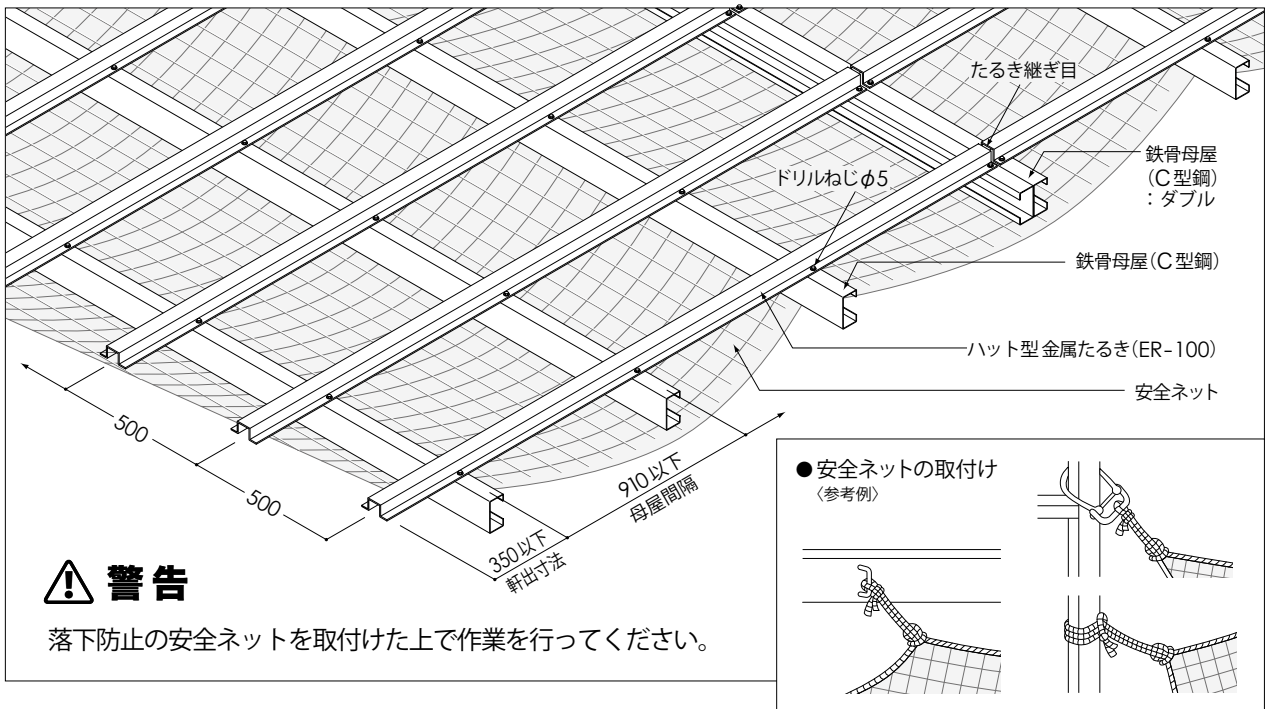 たるき継ぎ目
鉄骨母屋
(C型鋼)
：ダブル
ドリルねじφ5
鉄骨母屋(C型鋼)
ハット型金属たるき(ER-100)
安全ネット
500
500
910以下
母屋間隔
350以下
軒出寸法
警告
落下防止の安全ネットを取付けた上で作業を行ってください。
●安全ネットの取付け
〈参考例〉